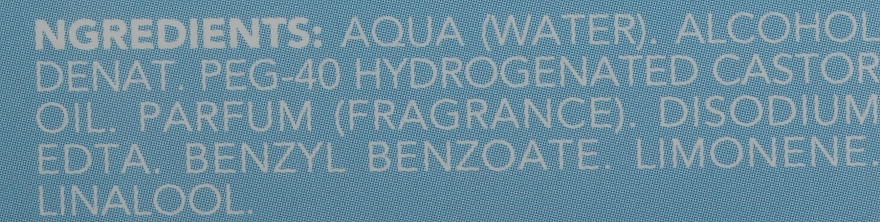 NGREDIENTS: AQUA (WATER). ALCOHOL
DENAT. PEG-40 HYDROGENATED CASTOR
OIL. PARFUM (FRAGRANCE). DISODIUM
EDTA. BENZYL BENZOATE. LIMONENE.
LINALOOL.